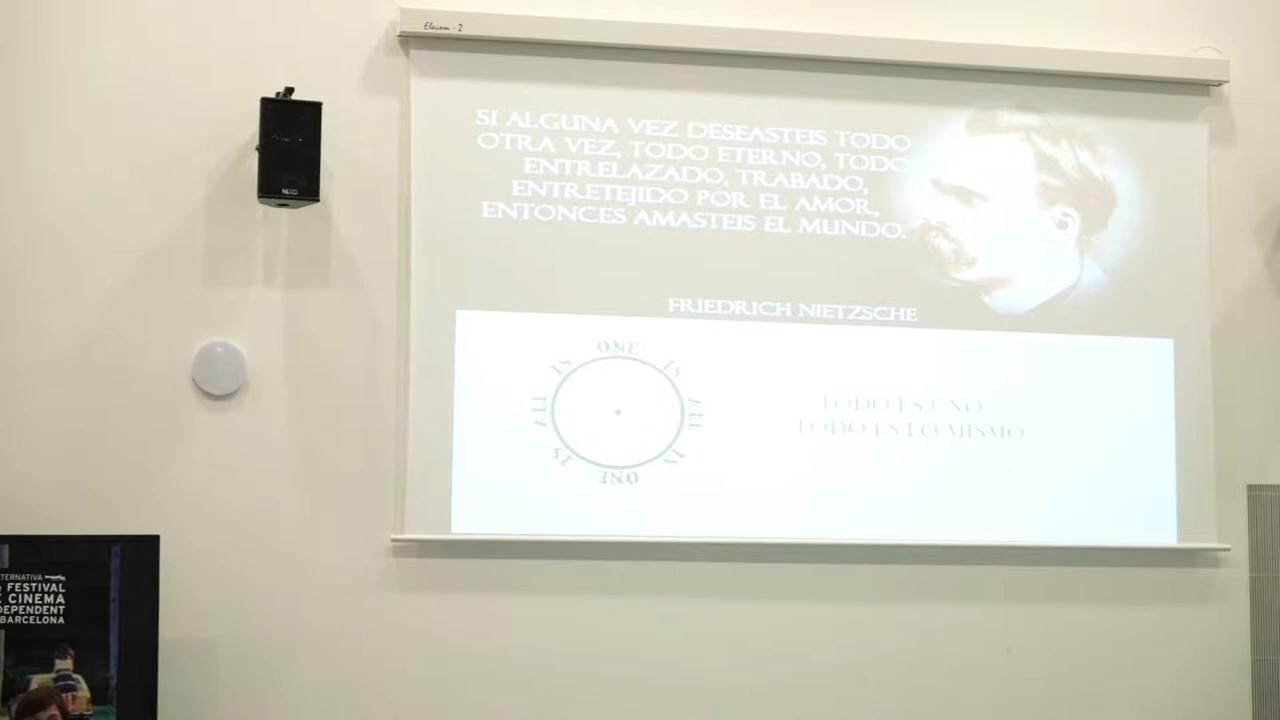 Elecom - 2
SI ALGUNA VEZ DESEASTEIS TODO
OTRA VEZ, TODO ETERNO, TODO
ENTRELAZADO, TRABADO,
ENTRETEJIDO POR EL AMOR,
ENTONCES AMASTEIS EL MUNDO.
FRIEDRICH NIETZSCHE
ONE IS ALL IS ONE IS ALL IS
TODO ES UNO
TODO ES LO MISMO
TERNATIVA
FESTIVAL
CINEMA
DEPENDENT
BARCELONA